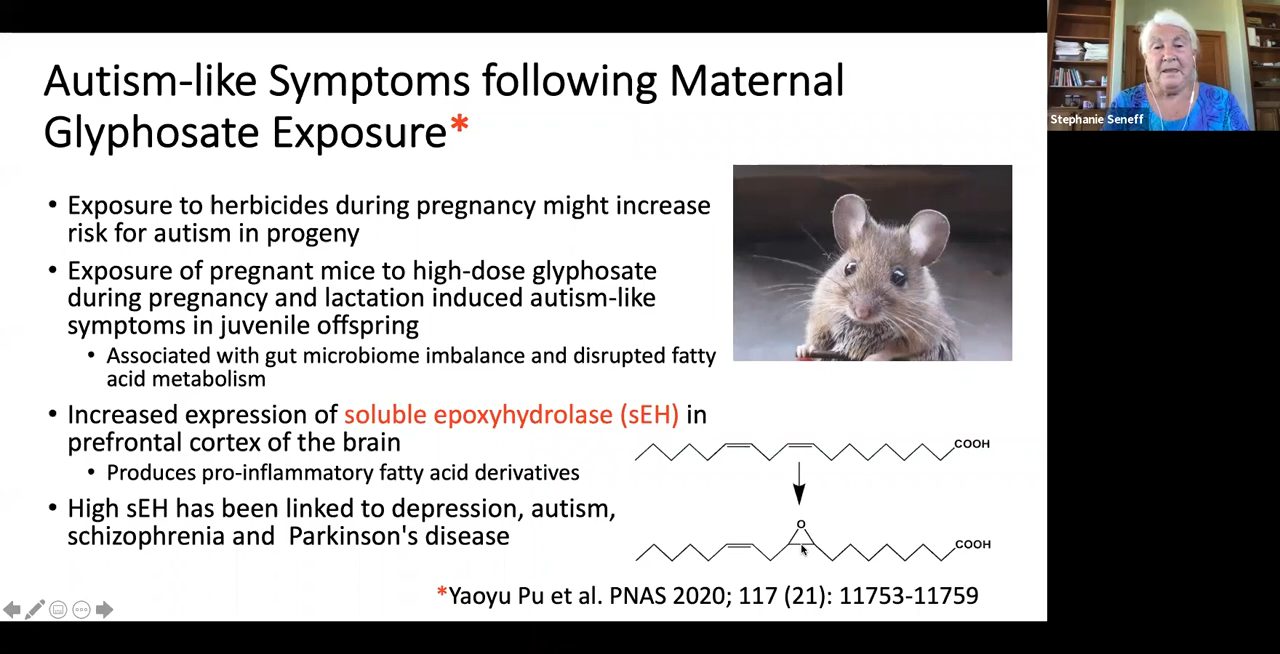 Autism-like Symptoms following Maternal
Glyphosate Exposure*
Stephanie Seneff
• Exposure to herbicides during pregnancy might increase
risk for autism in progeny
• Exposure of pregnant mice to high-dose glyphosate
during pregnancy and lactation induced autism-like
symptoms in juvenile offspring
• Associated with gut microbiome imbalance and disrupted fatty
acid metabolism
• Increased expression of soluble epoxyhydrolase (sEH) in
prefrontal cortex of the brain
• Produces pro-inflammatory fatty acid derivatives
• High sEH has been linked to depression, autism,
schizophrenia and Parkinson's disease
COOH
O
COOH
*Yaoyu Pu et al. PNAS 2020; 117 (21): 11753-11759